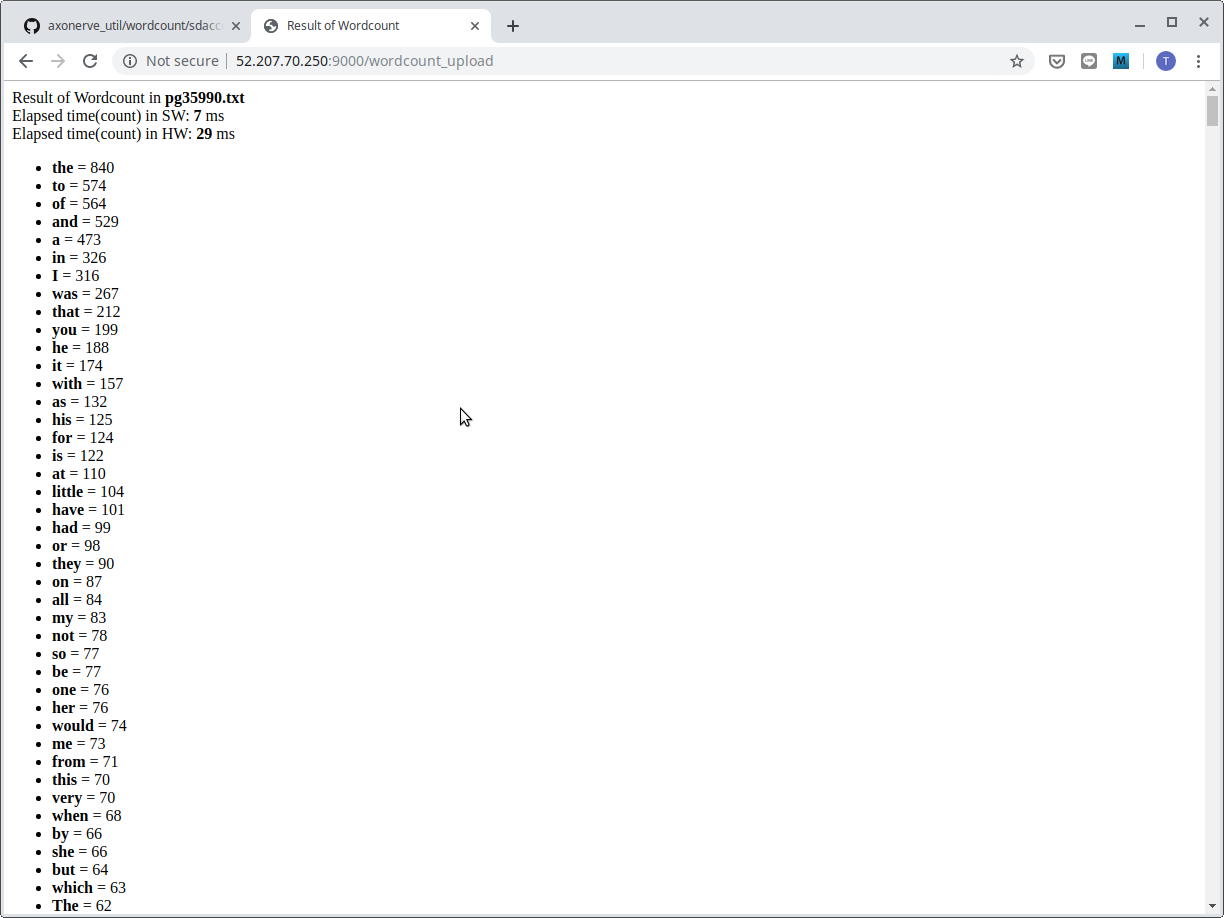 axonerve_util/wordcount/sdacc
Result of Wordcount
Not secure
52.207.70.250:9000/wordcount_upload
LINE
M
T
Result of Wordcount in pg35990.txt
Elapsed time(count) in SW: 7 ms
Elapsed time(count) in HW: 29 ms
the = 840
to = 574
of = 564
and = 529
a = 473
in = 326
I = 316
was = 267
that = 212
you = 199
he = 188
it = 174
with = 157
as = 132
his = 125
for = 124
is = 122
at = 110
little = 104
have = 101
had = 99
or = 98
they = 90
on = 87
all = 84
my = 83
not = 78
so = 77
be = 77
one = 76
her = 76
would = 74
me = 73
from = 71
this = 70
very = 70
when = 68
by = 66
she = 66
but = 64
which = 63
The = 62